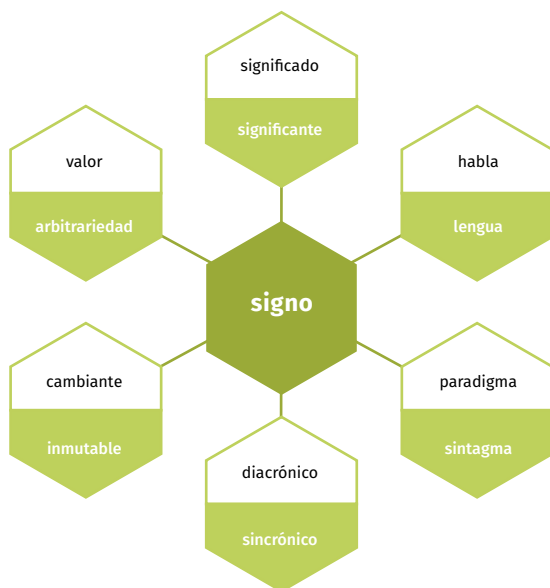 significado
significante
valor
arbitrariedad
habla
lengua
signo
cambiante
inmutable
paradigma
sintagma
diacrónico
sincrónico